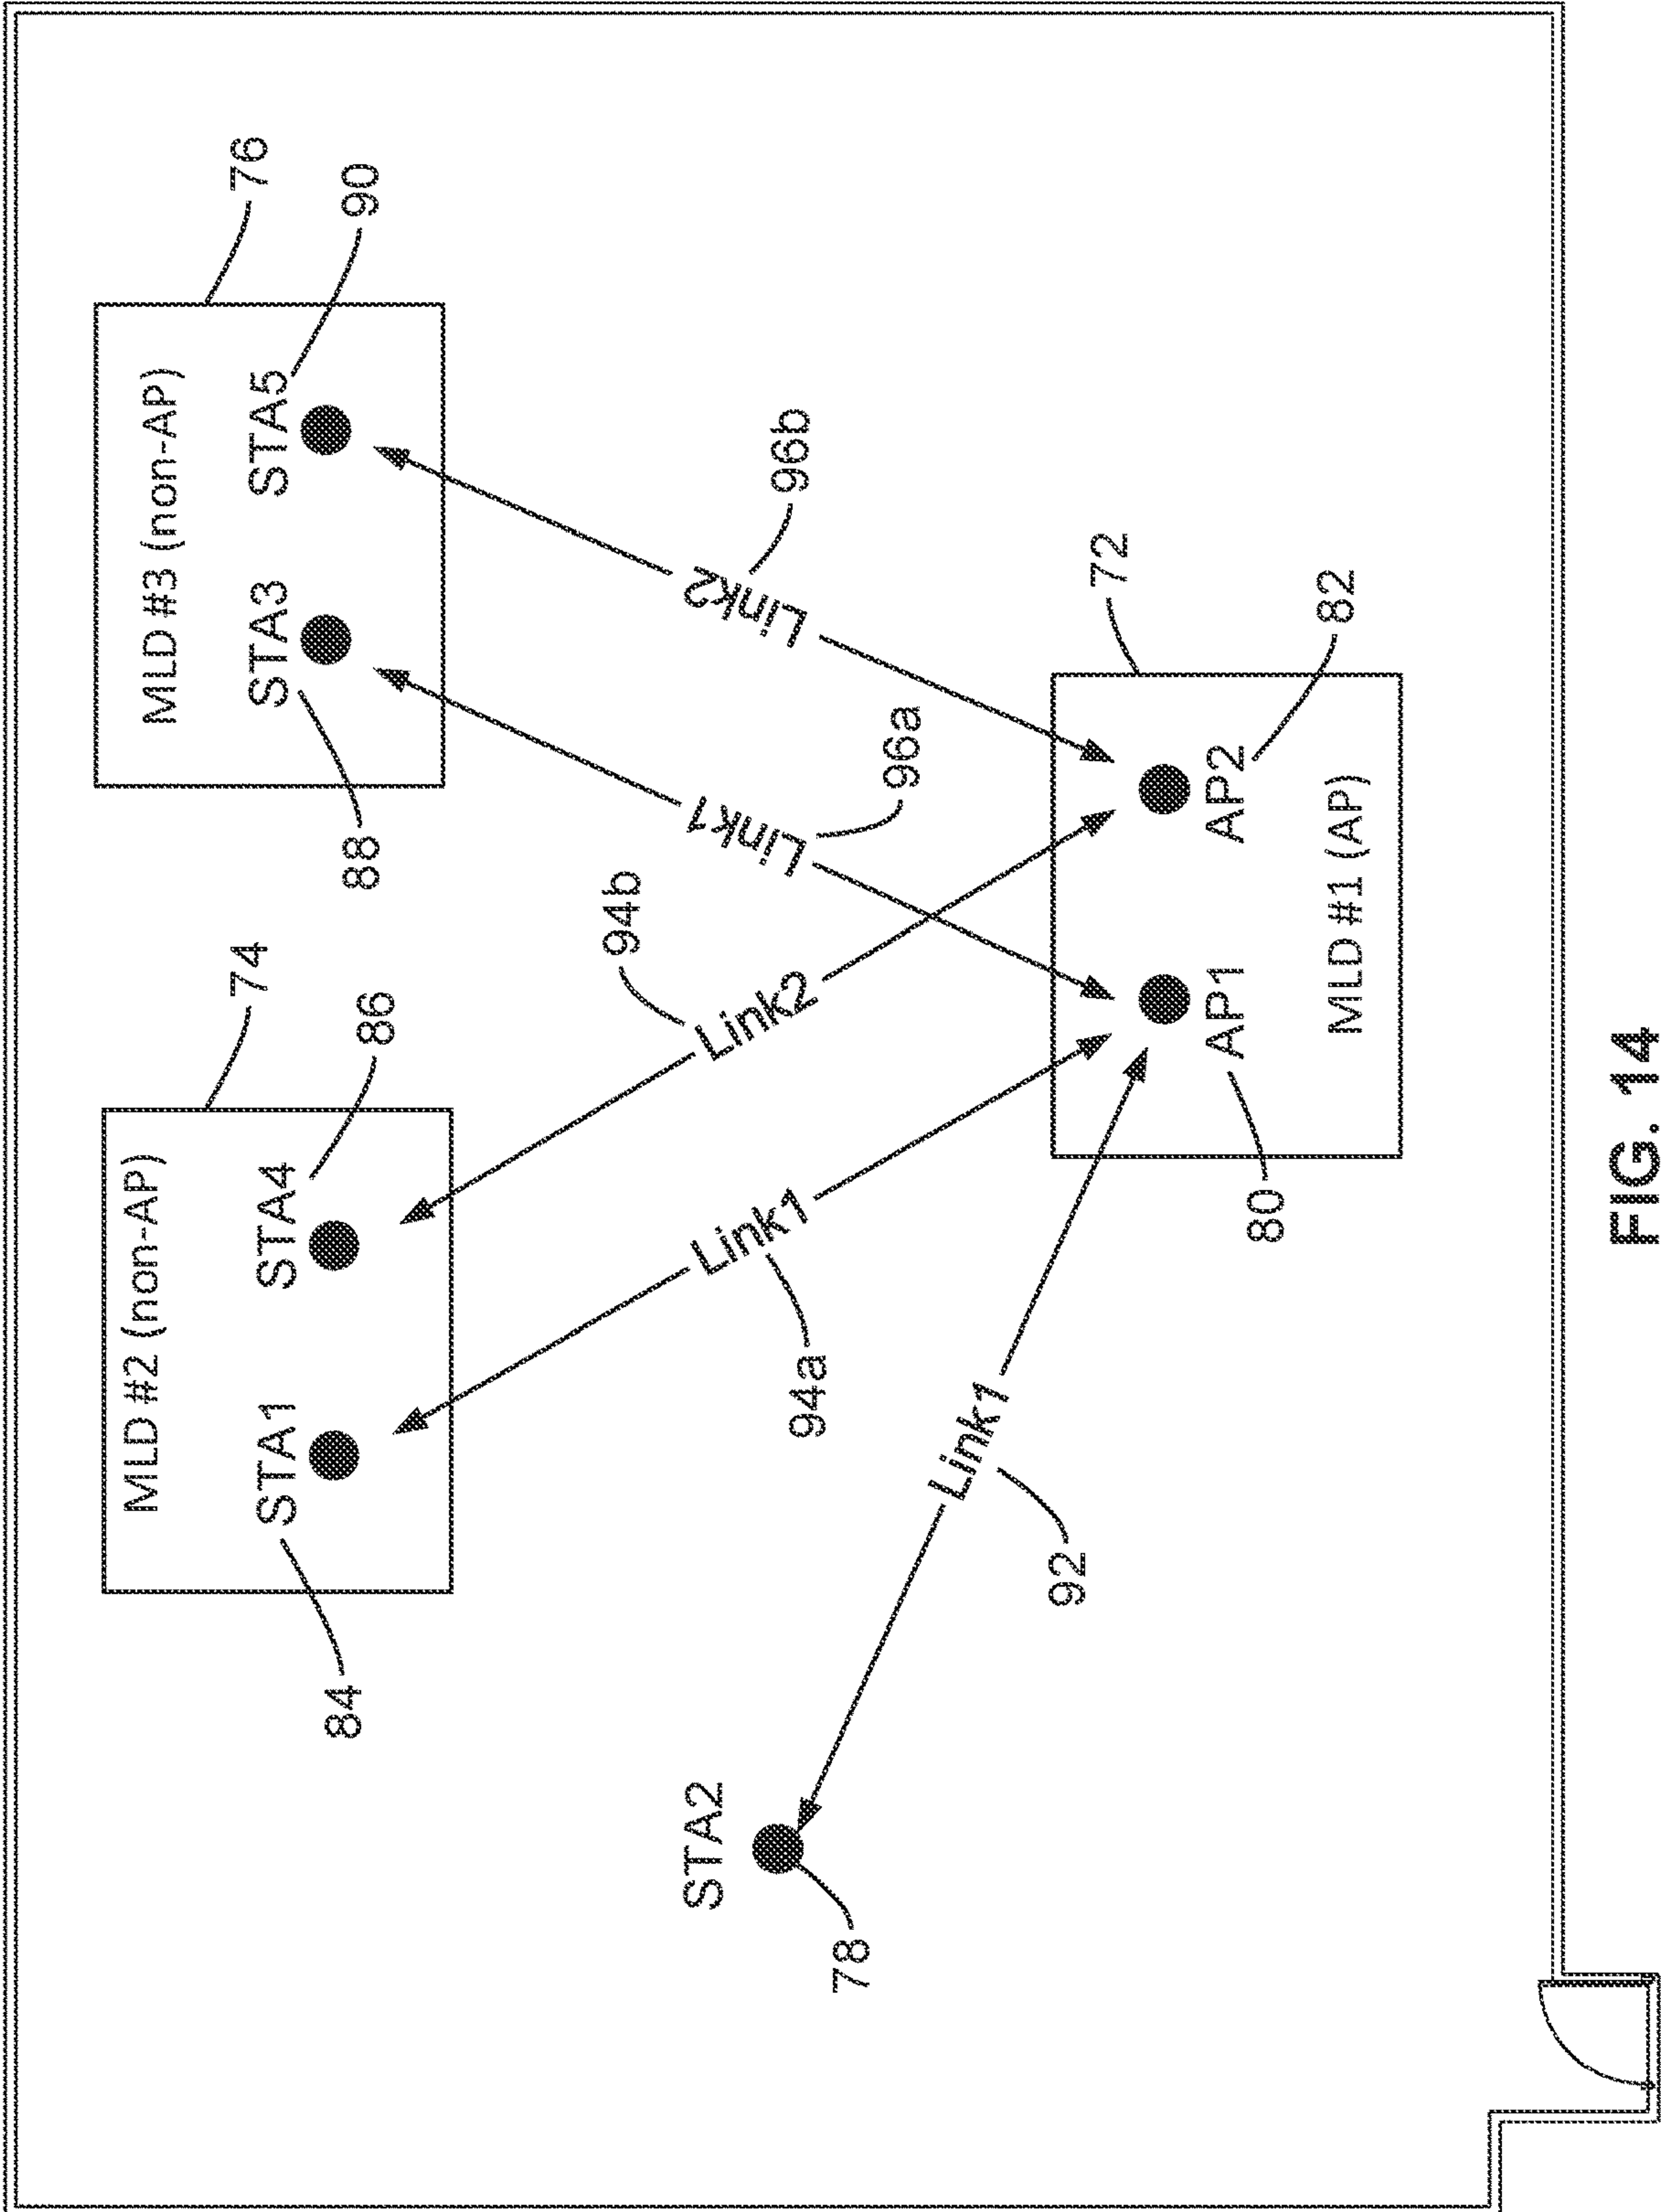 76
90
MLD #3 (non-AP)
STA3 STA5
88
74
86
MLD #2 (non-AP)
STA1 STA4
84
94b
96b
Link2
Link1
96a
Link2
Link1
94a
STA2
78
Link1
92
72
82
AP1 AP2
80
MLD #1 (AP)
FIG. 14